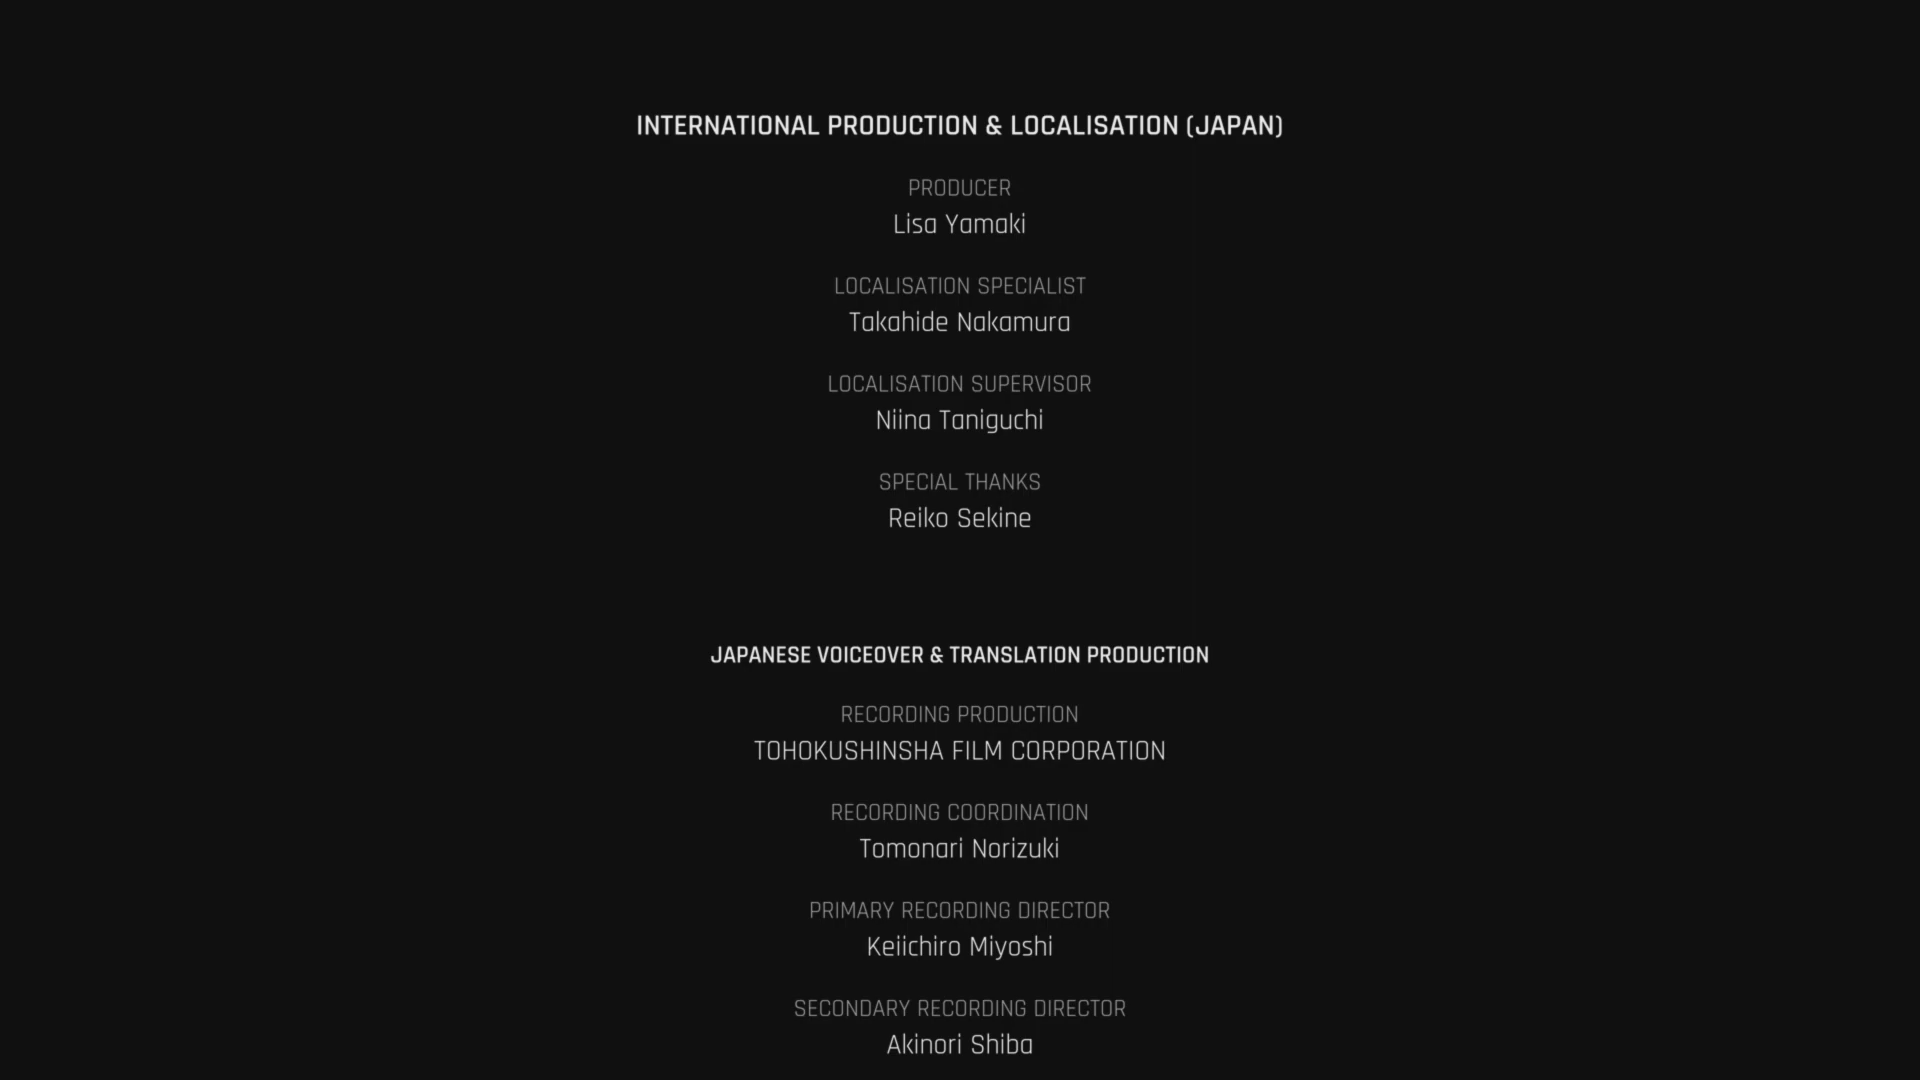 INTERNATIONAL PRODUCTION & LOCALISATION (JAPAN)
PRODUCER
Lisa Yamaki
LOCALISATION SPECIALIST
Takahide Nakamura
LOCALISATION SUPERVISOR
Niina Taniguchi
SPECIAL THANKS
Reiko Sekine
JAPANESE VOICEOVER & TRANSLATION PRODUCTION
RECORDING PRODUCTION
TOHOKUSHINSHA FILM CORPORATION
RECORDING COORDINATION
Tomonari Norizuki
PRIMARY RECORDING DIRECTOR
Keiichiro Miyoshi
SECONDARY RECORDING DIRECTOR
Akinori Shiba